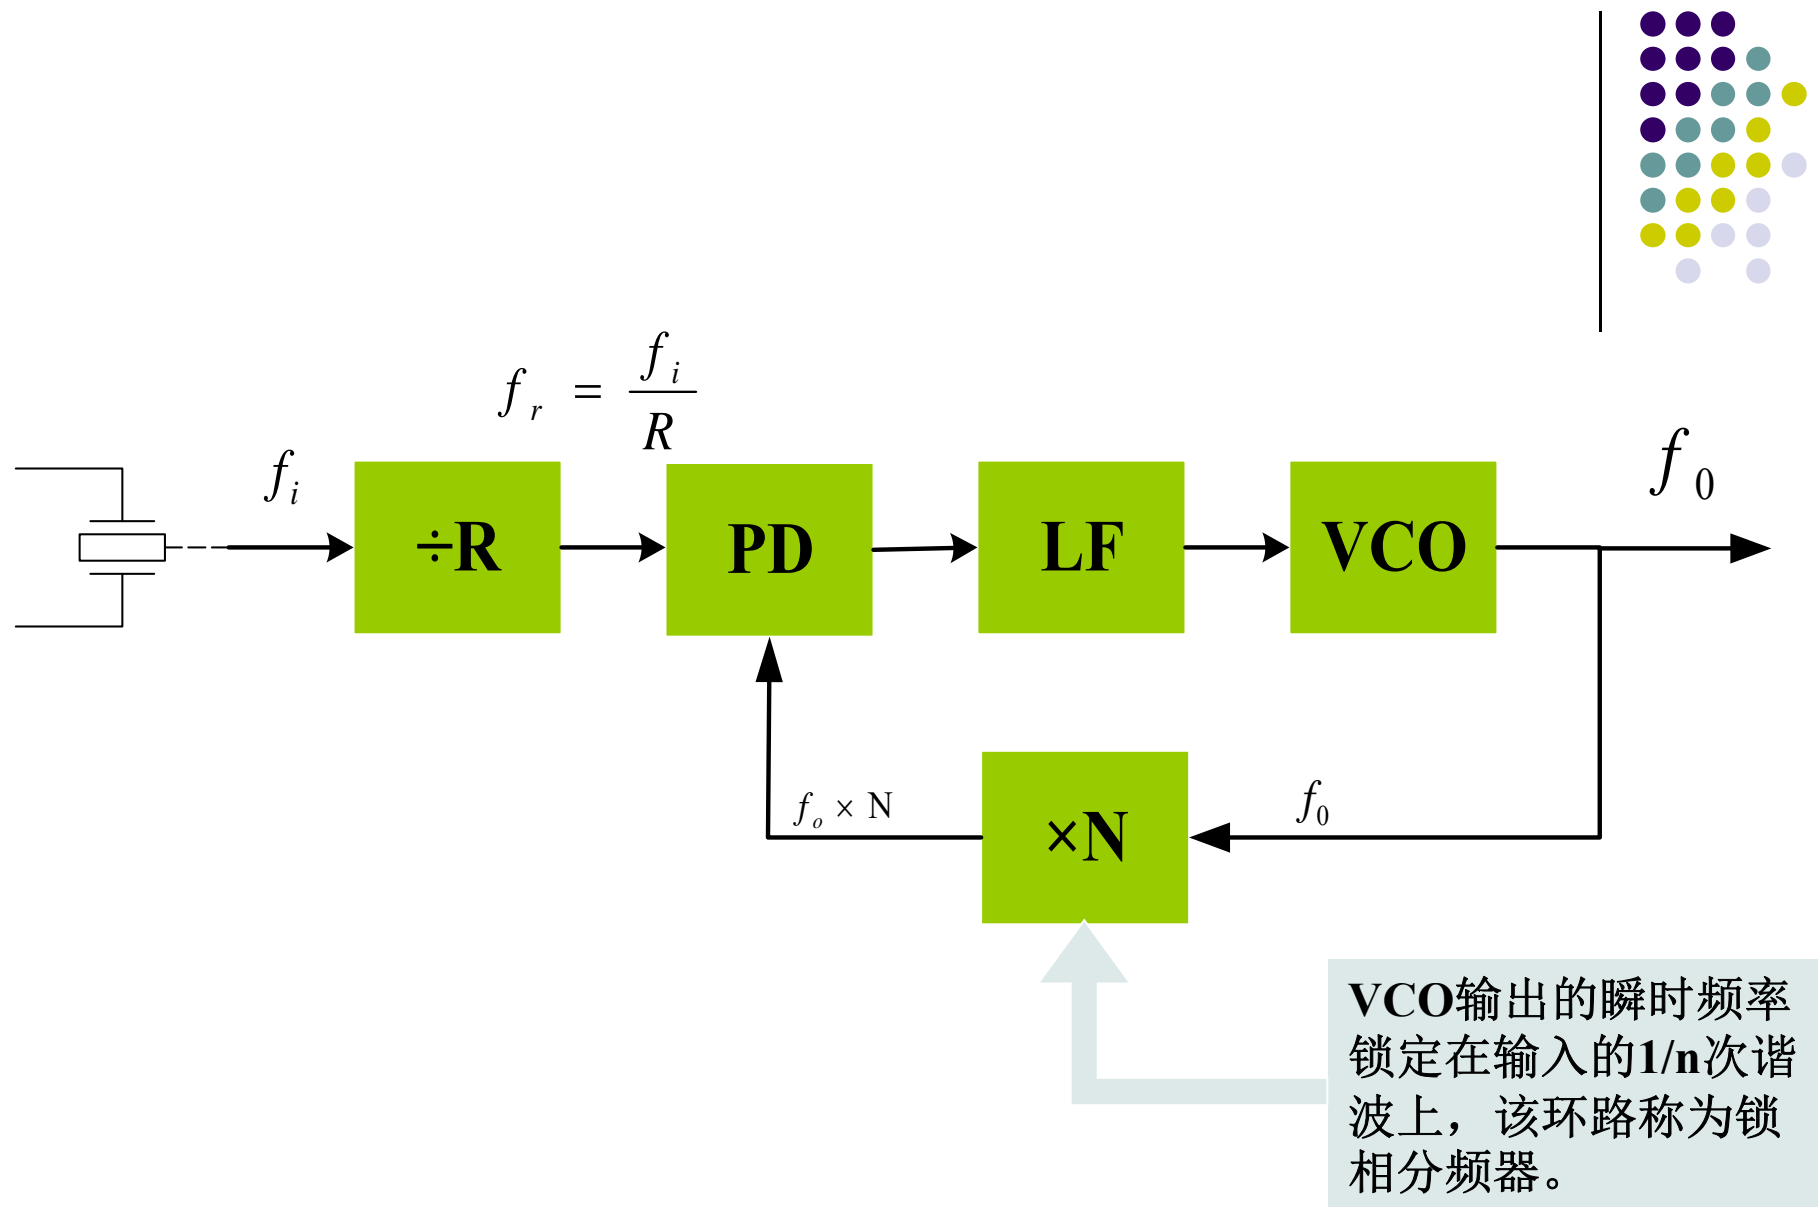 f_r = f_i / R
f_i
÷R
PD
LF
VCO
f_0
f_o × N
×N
f_0
VCO输出的瞬时频率
锁定在输入的1/n次谐
波上，该环路称为锁
相分频器。